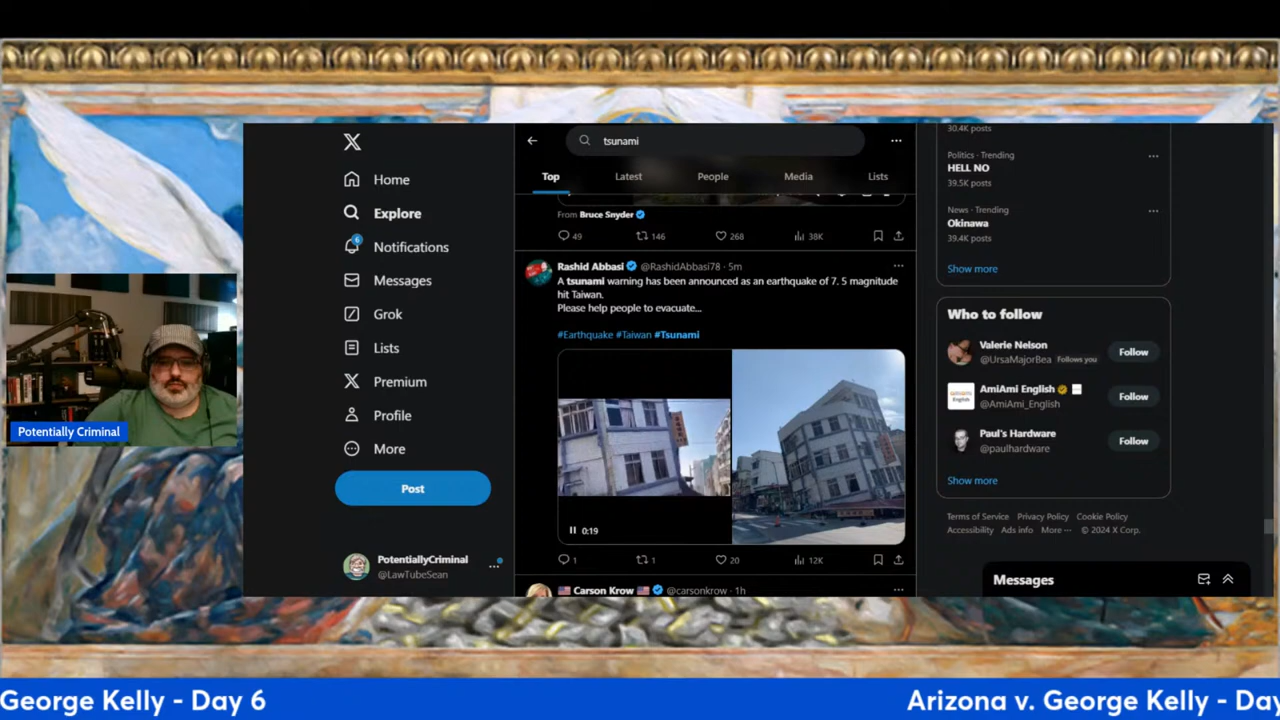 X
Home
Explore
6
Notifications
Messages
Grok
Lists
Premium
Profile
More
Post
PotentiallyCriminal
@LawTubeSean
Potentially Criminal
tsunami
Top
Latest
People
Media
Lists
From Bruce Snyder
49
146
268
38K
Rashid Abbasi @RashidAbbasi78 · 5m
A tsunami warning has been announced as an earthquake of 7. 5 magnitude
hit Taiwan.
Please help people to evacuate...
#Earthquake #Taiwan #Tsunami
0:19
1
1
20
12K
Carson Krow @carsonkrow · 1h
30.4K posts
Politics · Trending
HELL NO
39.5K posts
News · Trending
Okinawa
39.4K posts
Show more
Who to follow
Valerie Nelson
@UrsaMajorBea Follows you
Follow
AmiAmi English
@AmiAmi_English
Follow
Paul's Hardware
@paulhardware
Follow
Show more
Terms of Service Privacy Policy Cookie Policy
Accessibility Ads info More ··· © 2024 X Corp.
Messages
George Kelly - Day 6
Arizona v. George Kelly - Day